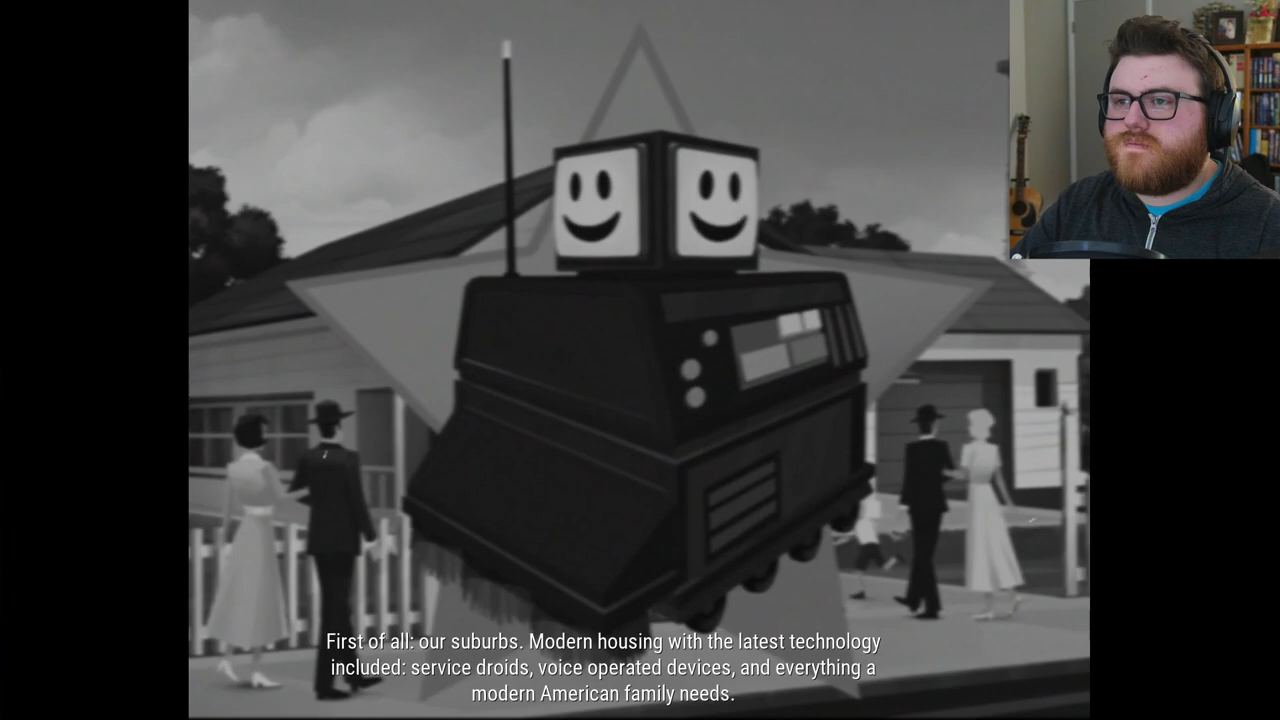 First of all: our suburbs. Modern housing with the latest technology
included: service droids, voice operated devices, and everything a
modern American family needs.